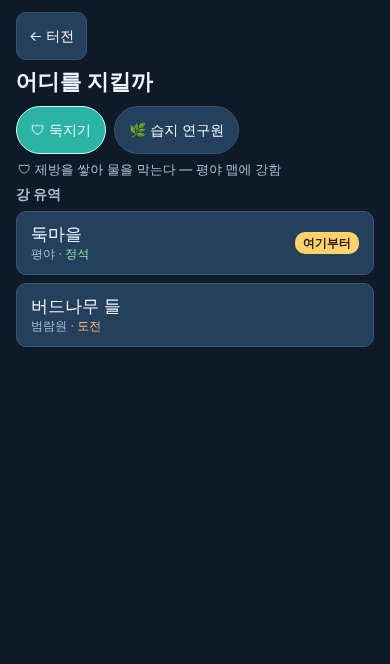 ← 터전
어디를 지킬까
🛡 둑지기
🌿 습지 연구원
🛡 제방을 쌓아 물을 막는다 — 평야 맵에 강함
강 유역
둑마을
평야 · 정석
여기부터
버드나무 들
범람원 · 도전